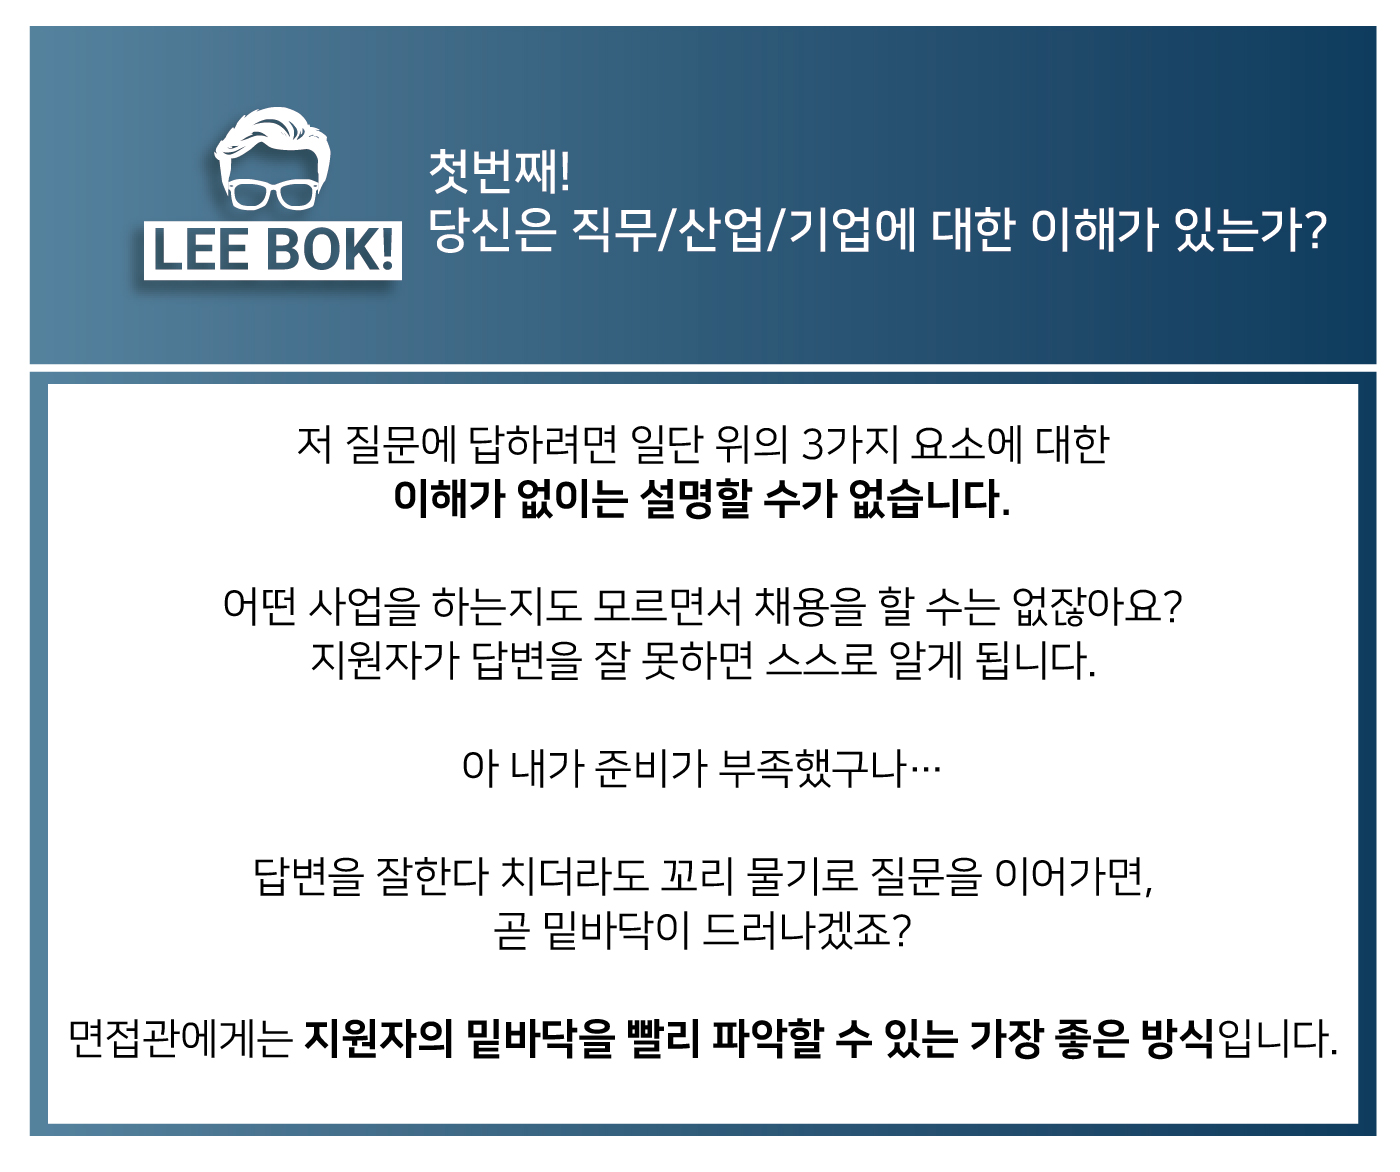 LEE BOK!
첫번째!
당신은 직무/산업/기업에 대한 이해가 있는가?
저 질문에 답하려면 일단 위의 3가지 요소에 대한
이해가 없이는 설명할 수가 없습니다.
어떤 사업을 하는지도 모르면서 채용을 할 수는 없잖아요?
지원자가 답변을 잘 못하면 스스로 알게 됩니다.
아 내가 준비가 부족했구나…
답변을 잘한다 치더라도 꼬리 물기로 질문을 이어가면,
곧 밑바닥이 드러나겠죠?
면접관에게는 지원자의 밑바닥을 빨리 파악할 수 있는 가장 좋은 방식입니다.